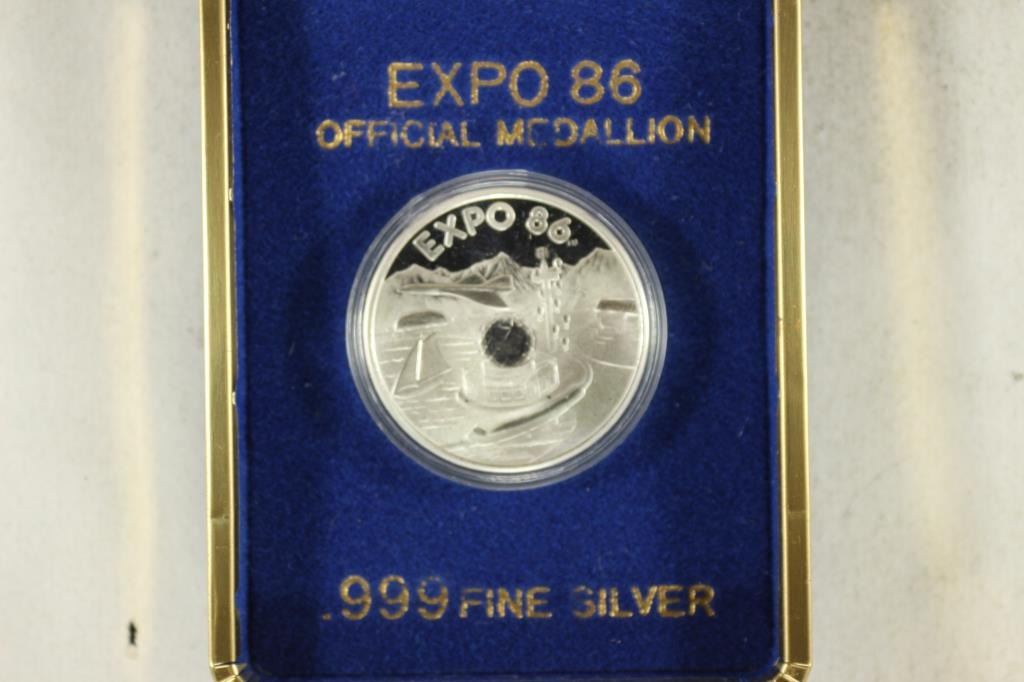 EXPO 86
OFFICIAL MEDALLION
EXPO 86
.999 FINE SILVER